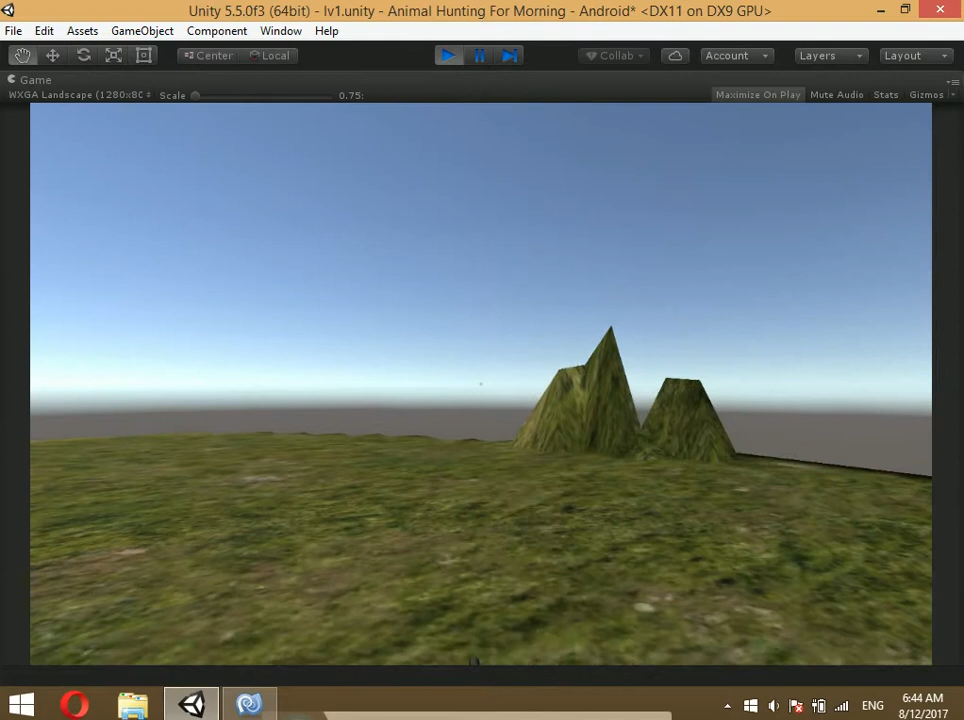 Unity 5.5.0f3 (64bit) - lv1.unity - Animal Hunting For Morning - Android* <DX11 on DX9 GPU>
File Edit Assets GameObject Component Window Help
Center Local Collab Account Layers Layout
Game
WXGA Landscape (1280x80 Scale 0.75: Maximize On Play Mute Audio Stats Gizmos
ENG 6:44 AM
8/12/2017